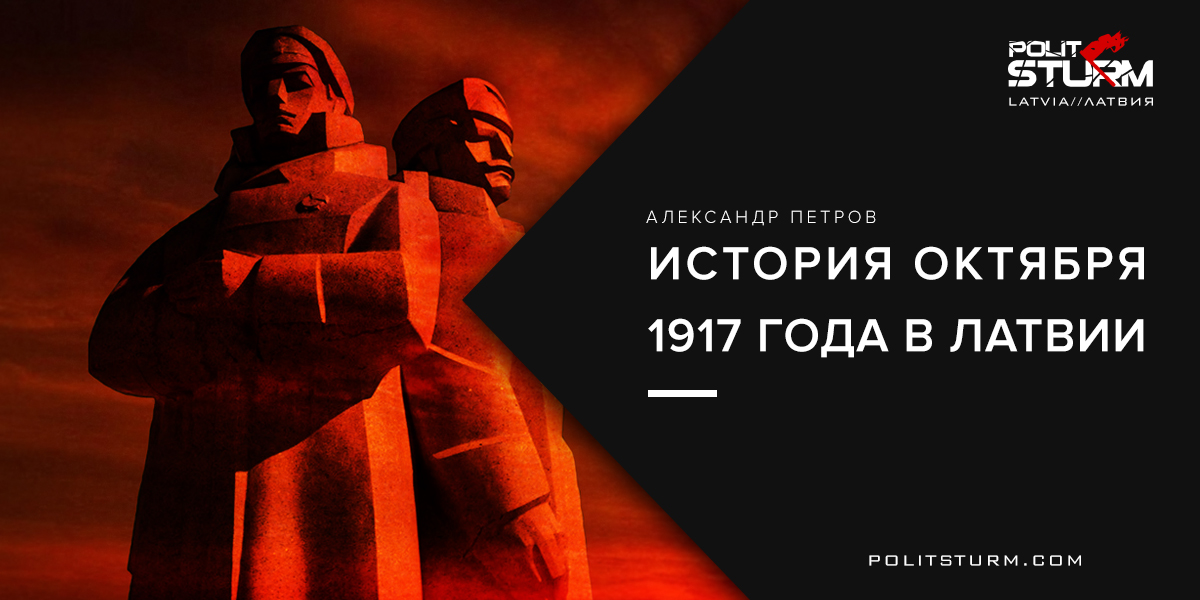 POLIT
STURM
LATVIA//ЛАТВИЯ
АЛЕКСАНДР ПЕТРОВ
ИСТОРИЯ ОКТЯБРЯ
1917 ГОДА В ЛАТВИИ
POLITSTURM.COM